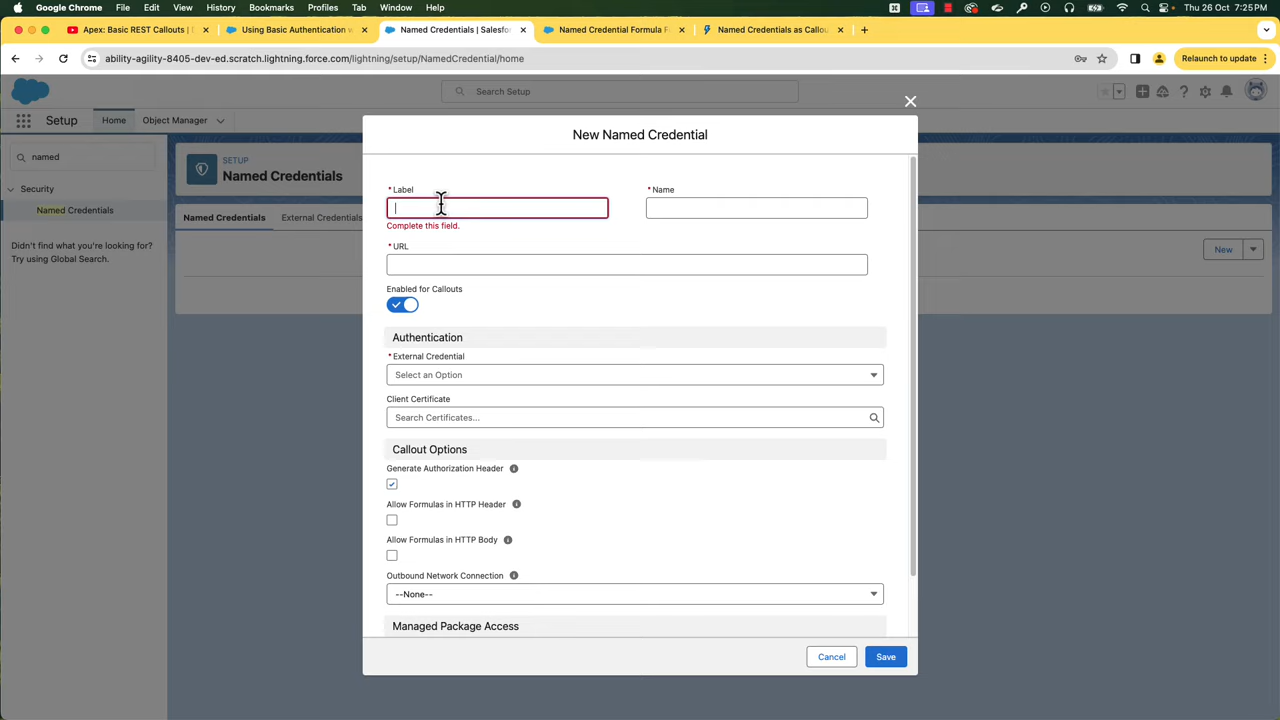 Google Chrome File Edit View History Bookmarks Profiles Tab Window Help Thu 26 Oct 7:25 PM
Apex: Basic REST Callouts | Using Basic Authentication w Named Credentials | Salesfor Named Credential Formula F Named Credentials as Callou
ability-agility-8405-dev-ed.scratch.lightning.force.com/lightning/setup/NamedCredential/home Relaunch to update
Search Setup
Setup Home Object Manager
named
Security
Named Credentials
Didn't find what you're looking for?
Try using Global Search.
SETUP
Named Credentials
Named Credentials External Credentials
New
New Named Credential
* Label * Name
Complete this field.
* URL
Enabled for Callouts
Authentication
* External Credential
Select an Option
Client Certificate
Search Certificates...
Callout Options
Generate Authorization Header
Allow Formulas in HTTP Header
Allow Formulas in HTTP Body
Outbound Network Connection
--None--
Managed Package Access
Cancel Save